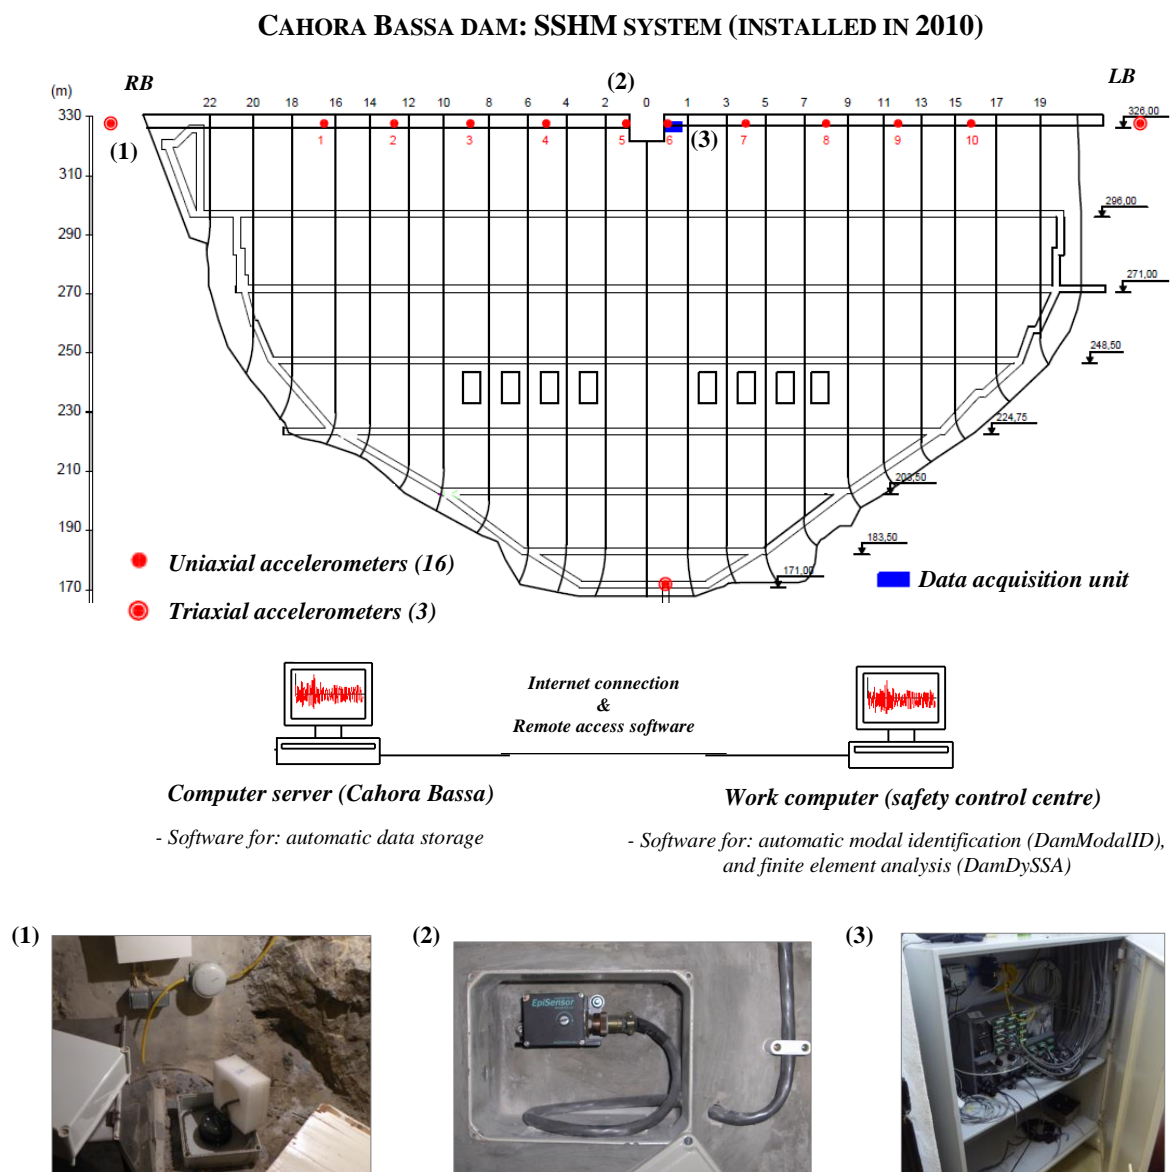 CAHORA BASSA DAM: SSHM SYSTEM (INSTALLED IN 2010)
RB
(2)
LB
(m)
22 20 18 16 14 12 10 8 6 4 2 0 1 3 5 7 9 11 13 15 17 19
330
310
290
270
250
230
210
190
170
(1)
(3)
1 2 3 4 5 6 7 8 9 10
326,00
296,00
271,00
248,50
224,75
203,50
183,50
171,00
Uniaxial accelerometers (16)
Triaxial accelerometers (3)
Data acquisition unit
Internet connection
&
Remote access software
Computer server (Cahora Bassa)
- Software for: automatic data storage
Work computer (safety control centre)
- Software for: automatic modal identification (DamModalID),
and finite element analysis (DamDySSA)
(1)
(2)
(3)
EpiSensor